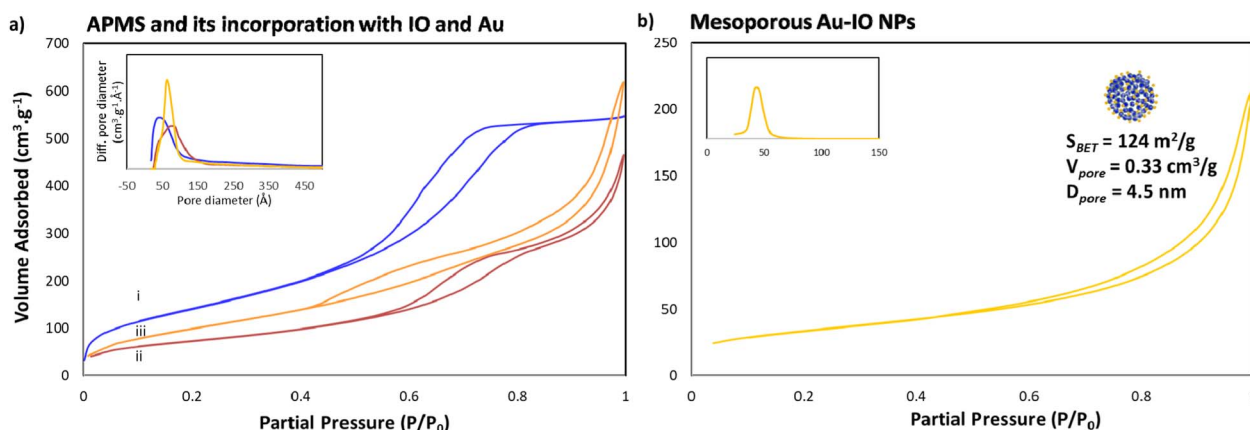 a)
APMS and its incorporation with IO and Au
700
600
500
400
300
200
100
0
Volume Adsorbed (cm³.g⁻¹)
Diff. pore diameter
(cm³·g⁻¹·Å⁻¹)
-50 50 150 250 350 450
Pore diameter (Å)
i
iii
ii
0 0.2 0.4 0.6 0.8 1
Partial Pressure (P/P₀)
b)
Mesoporous Au-IO NPs
250
200
150
100
50
0
0 50 100 150
S_BET = 124 m²/g
V_pore = 0.33 cm³/g
D_pore = 4.5 nm
0 0.2 0.4 0.6 0.8 1
Partial Pressure (P/P₀)